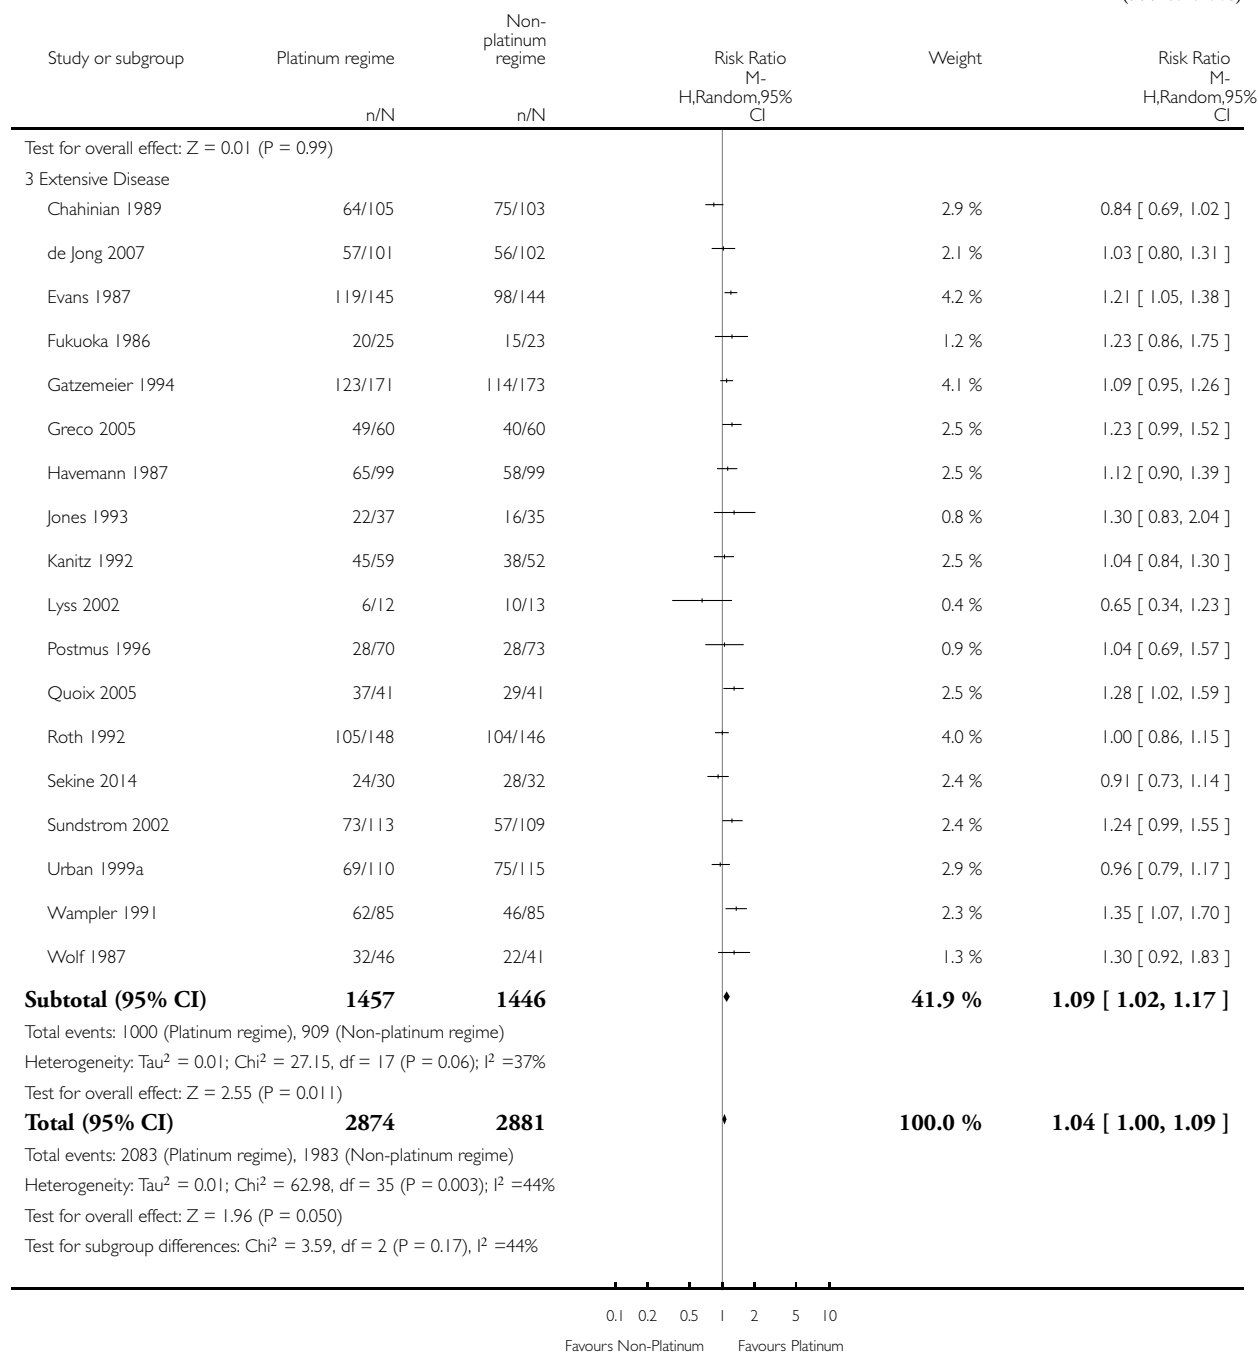 Study or subgroup Platinum regime Non-platinum regime Risk Ratio Weight Risk Ratio
n/N n/N M-H,Random,95% CI M-H,Random,95% CI
Test for overall effect: Z = 0.01 (P = 0.99)
3 Extensive Disease
Chahinian 1989 64/105 75/103 2.9 % 0.84 [ 0.69, 1.02 ]
de Jong 2007 57/101 56/102 2.1 % 1.03 [ 0.80, 1.31 ]
Evans 1987 119/145 98/144 4.2 % 1.21 [ 1.05, 1.38 ]
Fukuoka 1986 20/25 15/23 1.2 % 1.23 [ 0.86, 1.75 ]
Gatzemeier 1994 123/171 114/173 4.1 % 1.09 [ 0.95, 1.26 ]
Greco 2005 49/60 40/60 2.5 % 1.23 [ 0.99, 1.52 ]
Havemann 1987 65/99 58/99 2.5 % 1.12 [ 0.90, 1.39 ]
Jones 1993 22/37 16/35 0.8 % 1.30 [ 0.83, 2.04 ]
Kanitz 1992 45/59 38/52 2.5 % 1.04 [ 0.84, 1.30 ]
Lyss 2002 6/12 10/13 0.4 % 0.65 [ 0.34, 1.23 ]
Postmus 1996 28/70 28/73 0.9 % 1.04 [ 0.69, 1.57 ]
Quoix 2005 37/41 29/41 2.5 % 1.28 [ 1.02, 1.59 ]
Roth 1992 105/148 104/146 4.0 % 1.00 [ 0.86, 1.15 ]
Sekine 2014 24/30 28/32 2.4 % 0.91 [ 0.73, 1.14 ]
Sundstrom 2002 73/113 57/109 2.4 % 1.24 [ 0.99, 1.55 ]
Urban 1999a 69/110 75/115 2.9 % 0.96 [ 0.79, 1.17 ]
Wampler 1991 62/85 46/85 2.3 % 1.35 [ 1.07, 1.70 ]
Wolf 1987 32/46 22/41 1.3 % 1.30 [ 0.92, 1.83 ]
Subtotal (95% CI) 1457 1446 41.9 % 1.09 [ 1.02, 1.17 ]
Total events: 1000 (Platinum regime), 909 (Non-platinum regime)
Heterogeneity: Tau² = 0.01; Chi² = 27.15, df = 17 (P = 0.06); I² =37%
Test for overall effect: Z = 2.55 (P = 0.011)
Total (95% CI) 2874 2881 100.0 % 1.04 [ 1.00, 1.09 ]
Total events: 2083 (Platinum regime), 1983 (Non-platinum regime)
Heterogeneity: Tau² = 0.01; Chi² = 62.98, df = 35 (P = 0.003); I² =44%
Test for overall effect: Z = 1.96 (P = 0.050)
Test for subgroup differences: Chi² = 3.59, df = 2 (P = 0.17), I² =44%
0.1 0.2 0.5 1 2 5 10
Favours Non-Platinum Favours Platinum